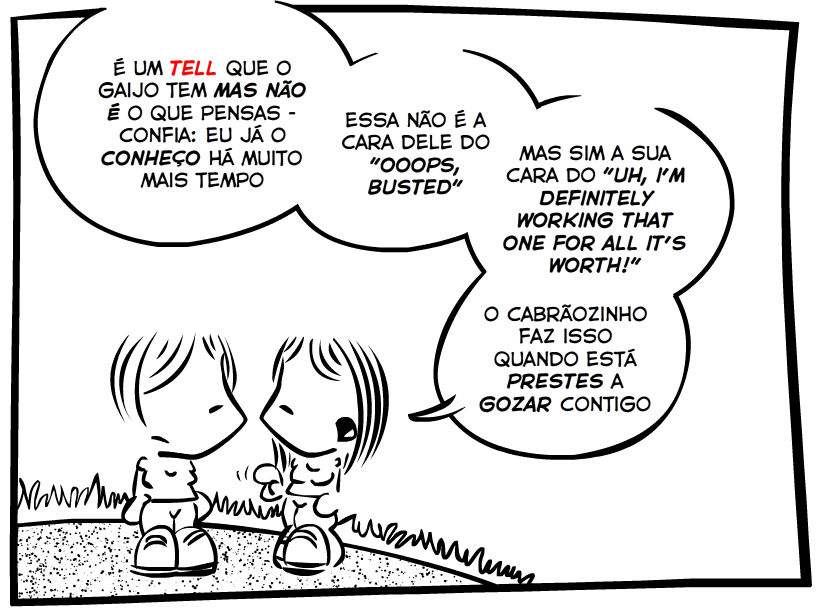 É UM TELL QUE O
GAIJO TEM MAS NÃO
É O QUE PENSAS -
CONFIA: EU JÁ O
CONHEÇO HÁ MUITO
MAIS TEMPO
ESSA NÃO É A
CARA DELE DO
"OOOPS,
BUSTED"
MAS SIM A SUA
CARA DO "UH, I'M
DEFINITELY
WORKING THAT
ONE FOR ALL IT'S
WORTH!"
O CABRÃOZINHO
FAZ ISSO
QUANDO ESTÁ
PRESTES A
GOZAR CONTIGO